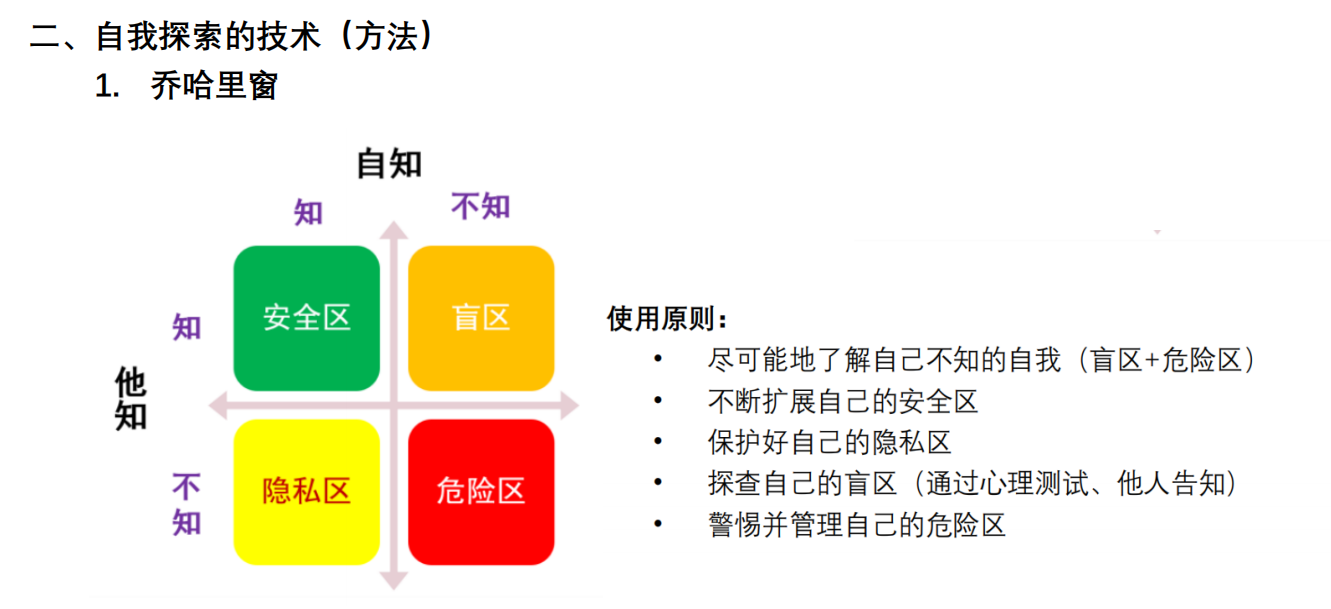 二、自我探索的技术（方法）
1. 乔哈里窗
自知
知
不知
他知
知
安全区
盲区
不知
隐私区
危险区
使用原则：
• 尽可能地了解自己不知的自我（盲区+危险区）
• 不断扩展自己的安全区
• 保护好自己的隐私区
• 探查自己的盲区（通过心理测试、他人告知）
• 警惕并管理自己的危险区